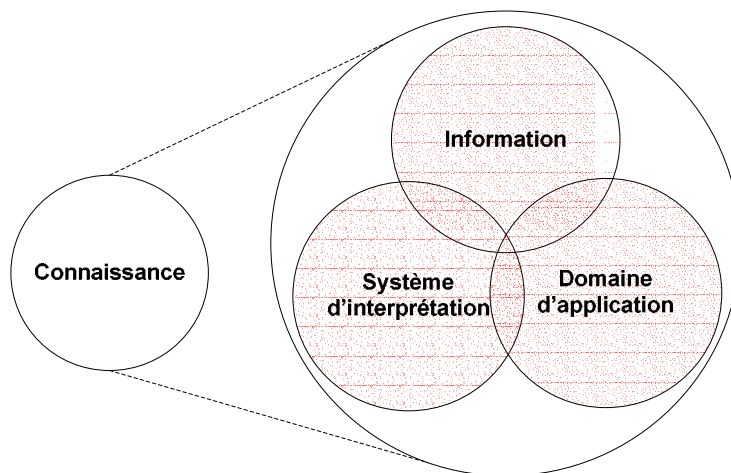 Information
Connaissance
Système
d'interprétation
Domaine
d'application